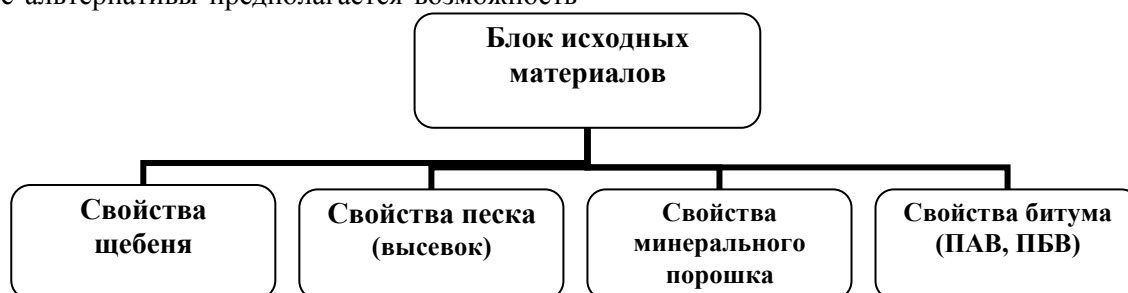 е альтернативы предполагается возможность
Блок исходных
материалов
Свойства
щебеня
Свойства песка
(высевок)
Свойства
минерального
порошка
Свойства битума
(ПАВ, ПБВ)